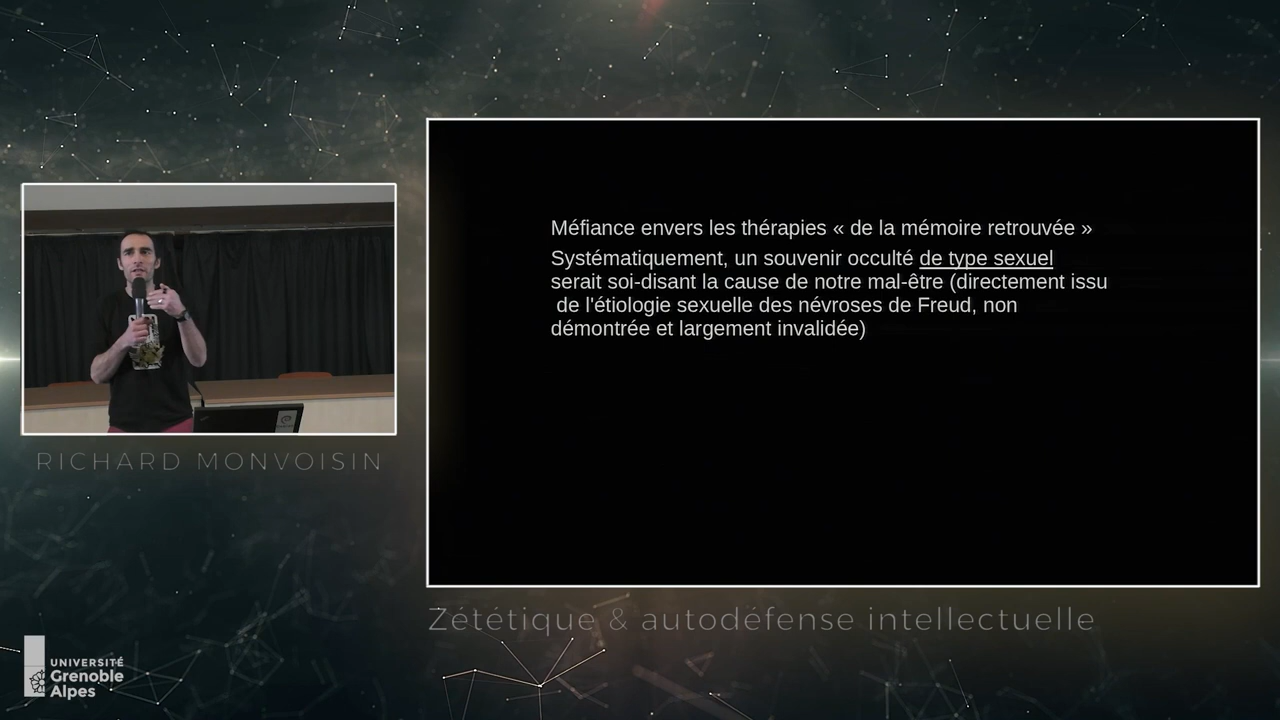 Méfiance envers les thérapies « de la mémoire retrouvée »
Systématiquement, un souvenir occulté de type sexuel
serait soi-disant la cause de notre mal-être (directement issu
de l'étiologie sexuelle des névroses de Freud, non
démontrée et largement invalidée)
RICHARD MONVOISIN
Zététique & autodéfense intellectuelle
UNIVERSITÉ
Grenoble
Alpes